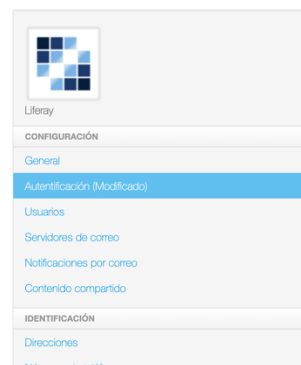 Liferay
CONFIGURACIÓN
General
Autentificación (Modificado)
Usuarios
Servidores de correo
Notificaciones por correo
Contenido compartido
IDENTIFICACIÓN
Direcciones